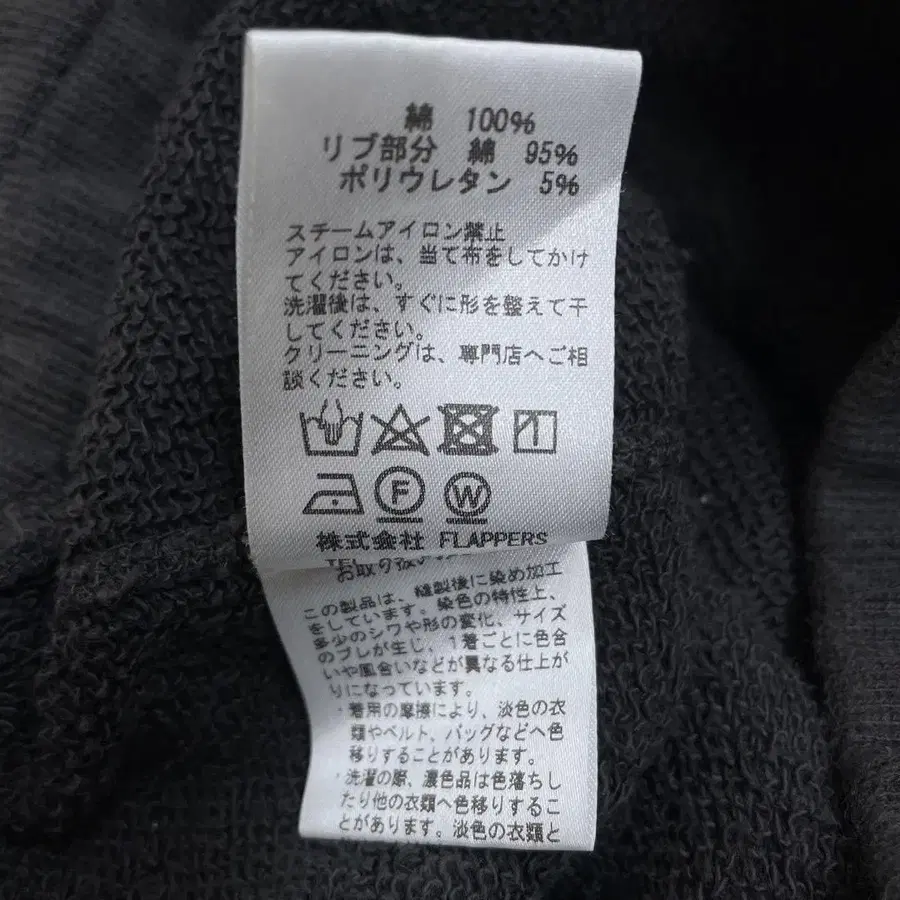 綿 100%
リブ部分 綿 95%
ポリウレタン 5%
スチームアイロン禁止
アイロンは、当て布をしてかけ
てください。
洗濯後は、すぐに形を整えて干
してください。
クリーニングは、専門店へご相
談ください。
F
W
株式会社 FLAPPERS
お取り扱い
この製品は、縫製後に染め加工
をしています。染色の特性上、
多少のシワや形の変化、サイズ
のブレが生じ、1着ごとに色合
いや風合いなどが異なる仕上が
りになっています。
・着用の摩擦により、淡色の衣
類やベルト、バッグなどへ色
移りすることがあります。
・洗濯の際、濃色品は色落ちし
たり他の衣類へ色移りするこ
とがあります。淡色の衣類と